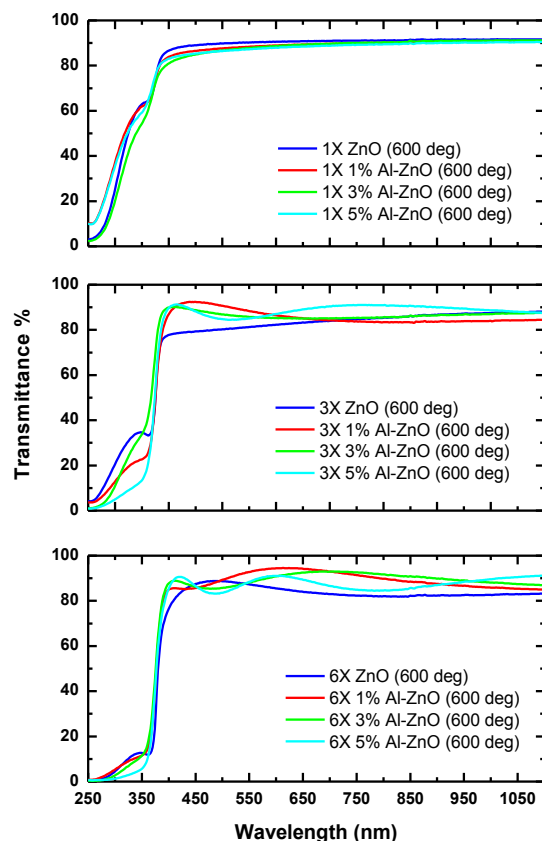 100
80
60
40
20
0
1X ZnO (600 deg)
1X 1% Al-ZnO (600 deg)
1X 3% Al-ZnO (600 deg)
1X 5% Al-ZnO (600 deg)
Transmittance %
100
80
60
40
20
0
3X ZnO (600 deg)
3X 1% Al-ZnO (600 deg)
3X 3% Al-ZnO (600 deg)
3X 5% Al-ZnO (600 deg)
100
80
60
40
20
0
6X ZnO (600 deg)
6X 1% Al-ZnO (600 deg)
6X 3% Al-ZnO (600 deg)
6X 5% Al-ZnO (600 deg)
250 350 450 550 650 750 850 950 1050
Wavelength (nm)